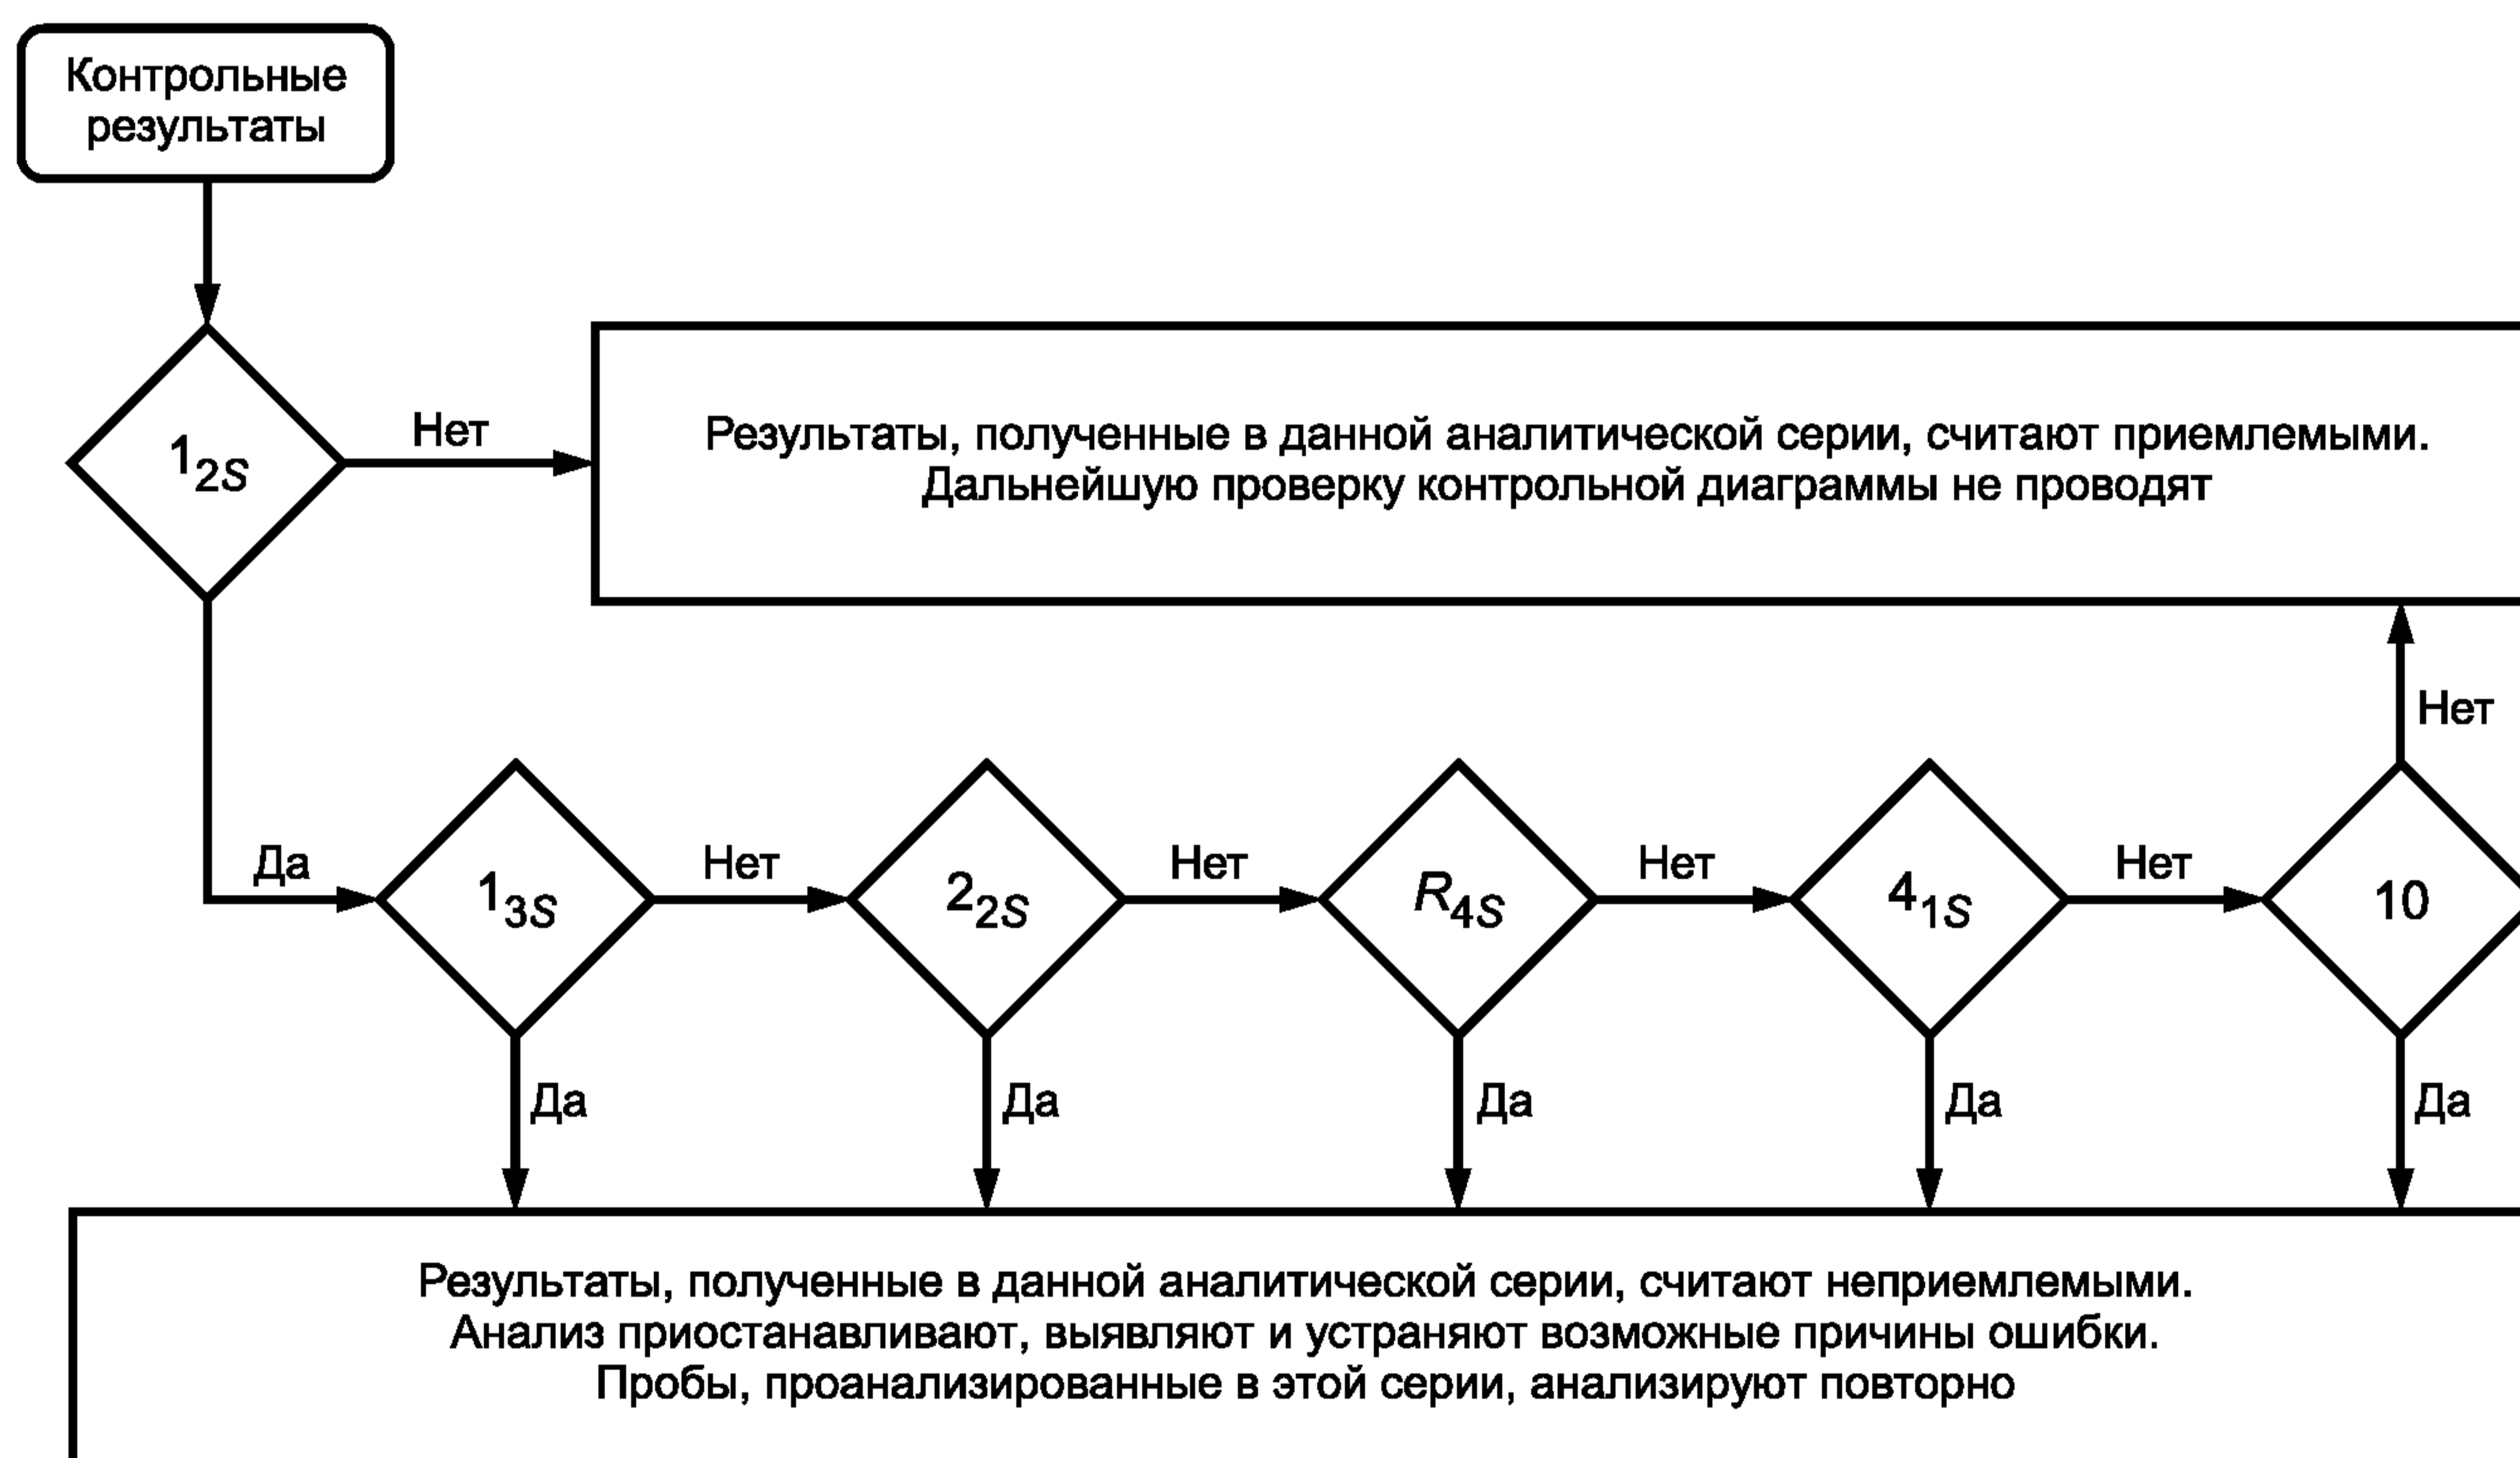 Контрольные
результаты
1₂S
Нет
Результаты, полученные в данной аналитической серии, считают приемлемыми.
Дальнейшую проверку контрольной диаграммы не проводят
Нет
Да
1₃S
Нет
2₂S
Нет
R₄S
Нет
4₁S
Нет
10
Да
Да
Да
Да
Да
Результаты, полученные в данной аналитической серии, считают неприемлемыми.
Анализ приостанавливают, выявляют и устраняют возможные причины ошибки.
Пробы, проанализированные в этой серии, анализируют повторно